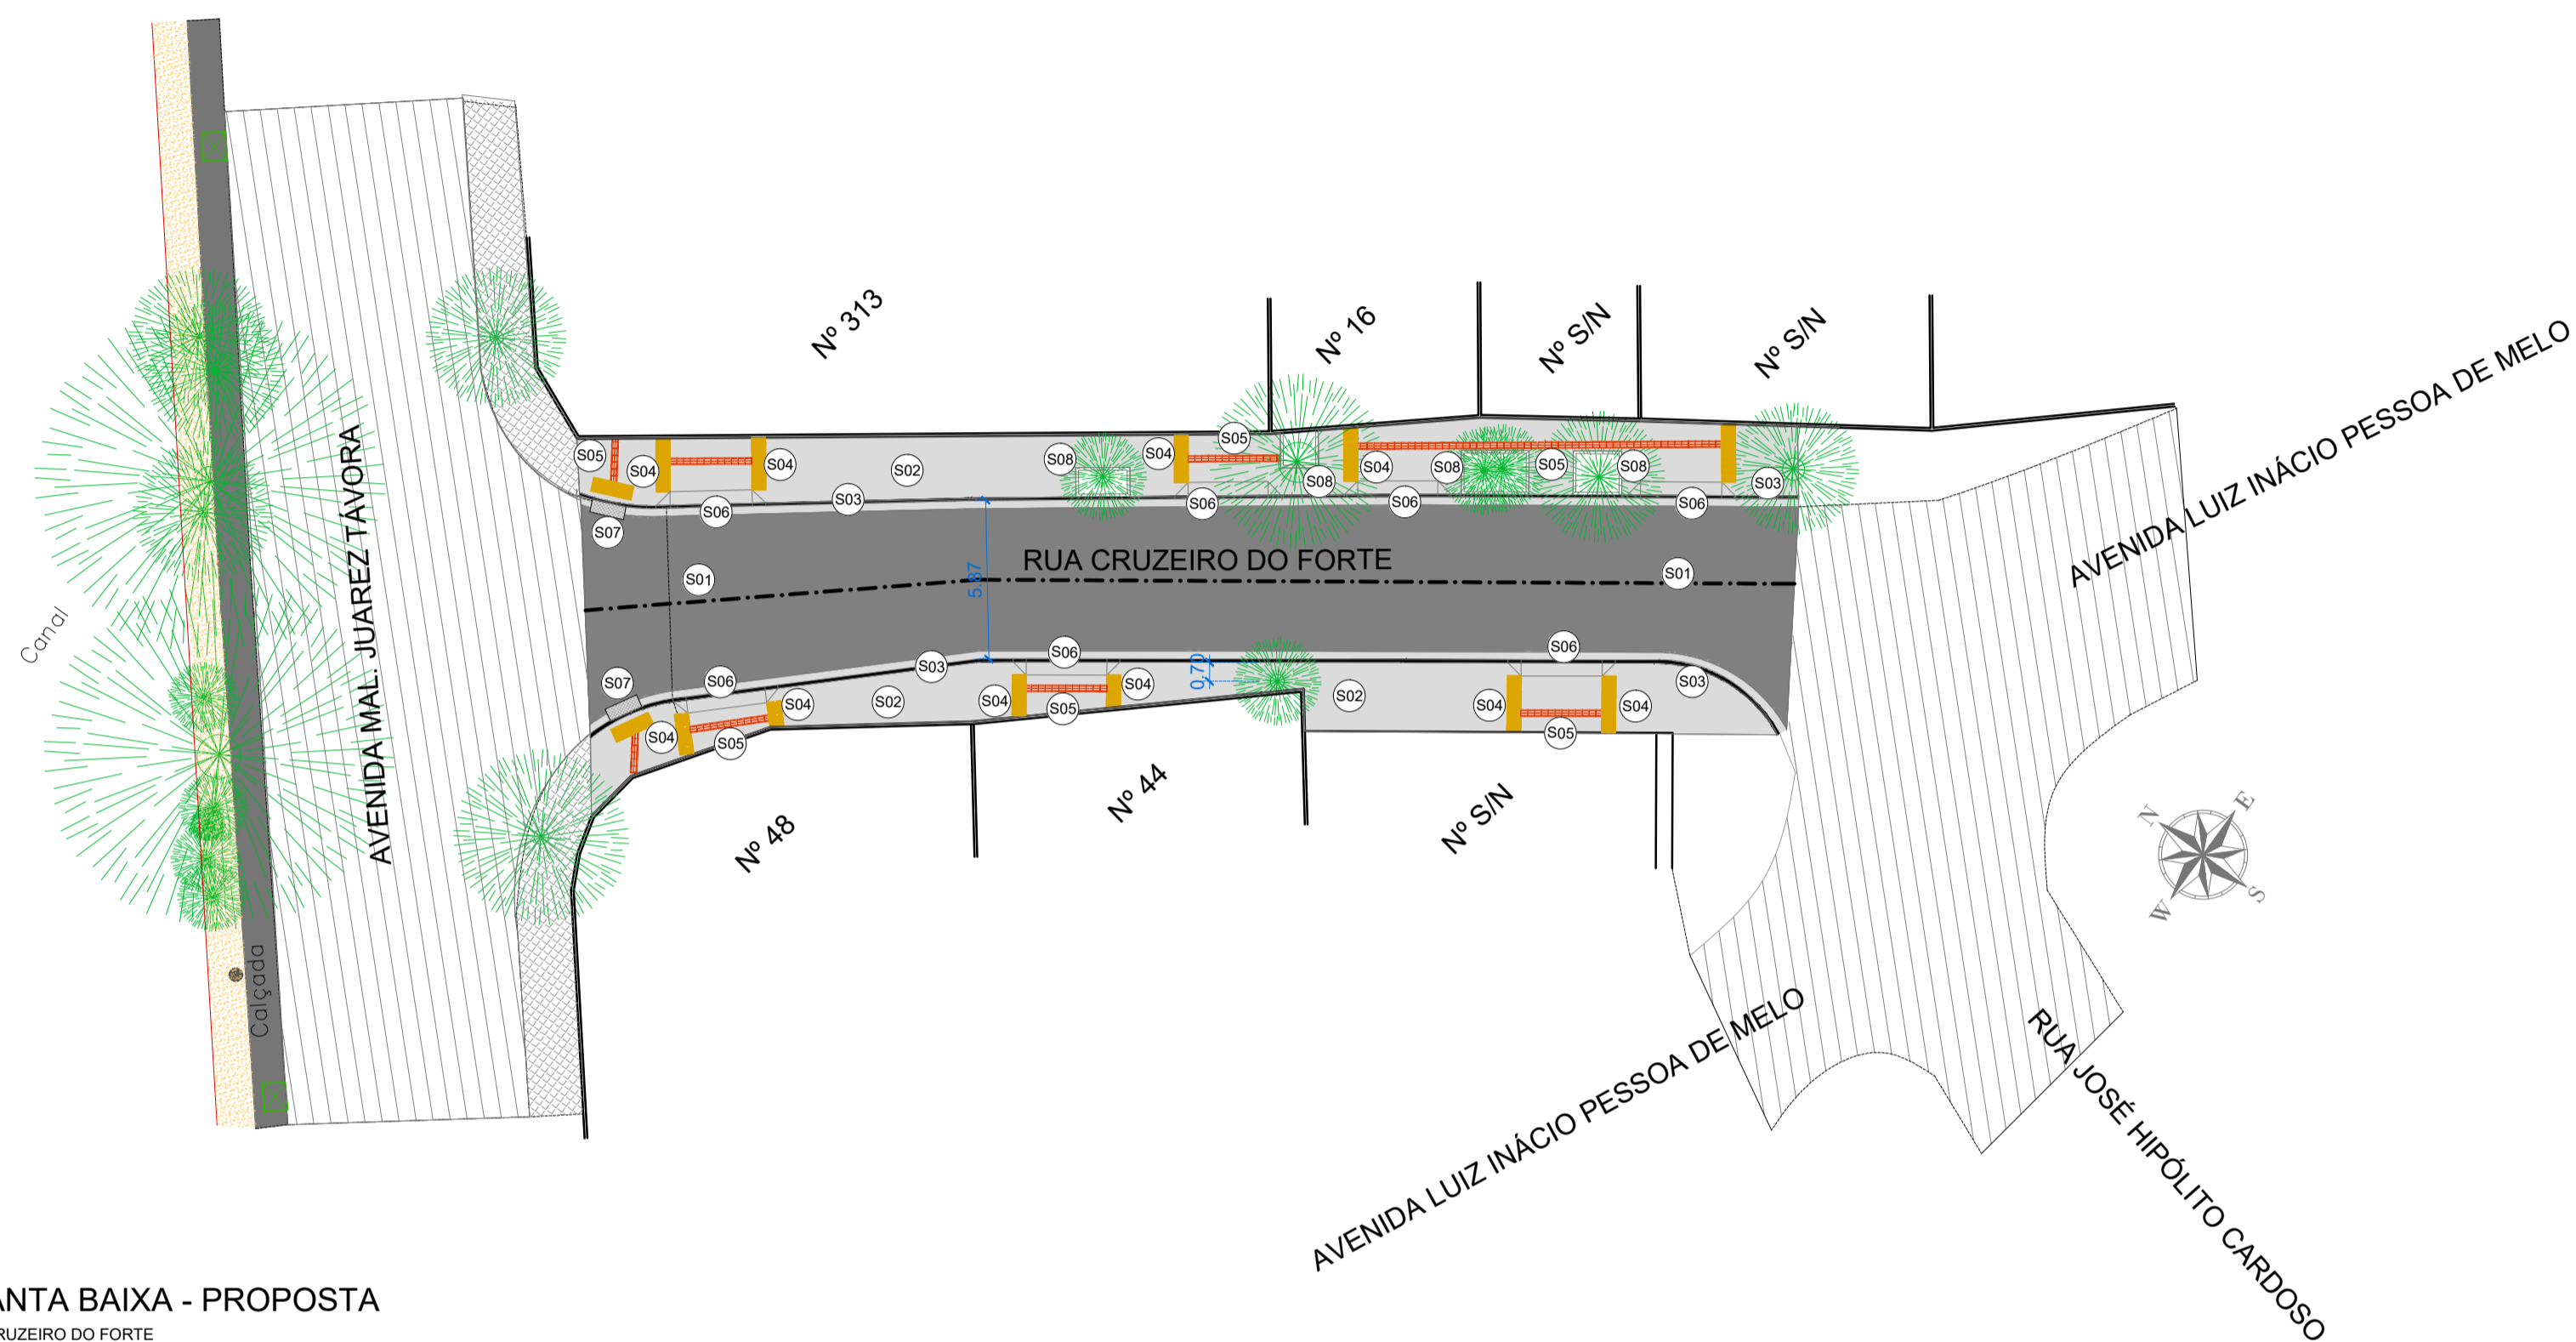 Nº 313
Nº 16
Nº S/N
Nº S/N
AVENIDA LUIZ INÁCIO PESSOA DE MELO
AVENIDA MAL. JUAREZ TÁVORA
Canal
Calçada
S05
S04
S04
S02
S08
S04
S05
S08
S04
S08
S05
S08
S03
S07
S06
S03
S06
S06
S06
RUA CRUZEIRO DO FORTE
5.87
S01
S01
S07
S06
S03
S06
0.70
S06
S03
S04
S05
S04
S02
S04
S05
S04
S02
S04
S05
S04
Nº 48
Nº 44
Nº S/N
N
E
W
S
AVENIDA LUIZ INÁCIO PESSOA DE MELO
RUA JOSÉ HIPÓLITO CARDOSO
ANTA BAIXA - PROPOSTA
RUZEIRO DO FORTE